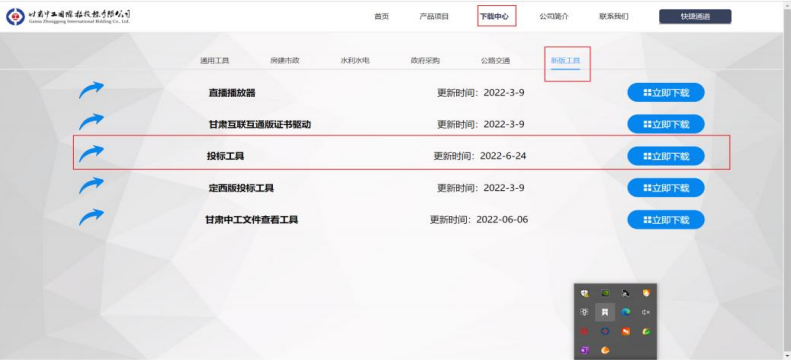 甘肃中工国际招投标有限公司
Gansu Zhonggong International Bidding Co., Ltd.
首页 产品项目 下载中心 公司简介 联系我们 快捷通道
通用工具 房建市政 水利水电 政府采购 公路交通 新版工具
直播播放器 更新时间：2022-3-9 立即下载
甘肃互联互通版证书驱动 更新时间：2022-3-9 立即下载
投标工具 更新时间：2022-6-24 立即下载
定西版投标工具 更新时间：2022-3-9 立即下载
甘肃中工文件查看工具 更新时间：2022-06-06 立即下载